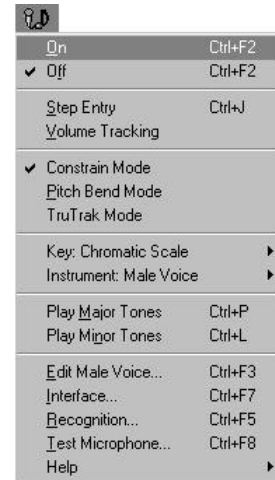 On Ctrl+F2
Off Ctrl+F2
Step Entry Ctrl+J
Volume Tracking
Constrain Mode
Pitch Bend Mode
TruTrak Mode
Key: Chromatic Scale
Instrument: Male Voice
Play Major Tones Ctrl+P
Play Minor Tones Ctrl+L
Edit Male Voice... Ctrl+F3
Interface... Ctrl+F7
Recognition... Ctrl+F5
Test Microphone... Ctrl+F8
Help